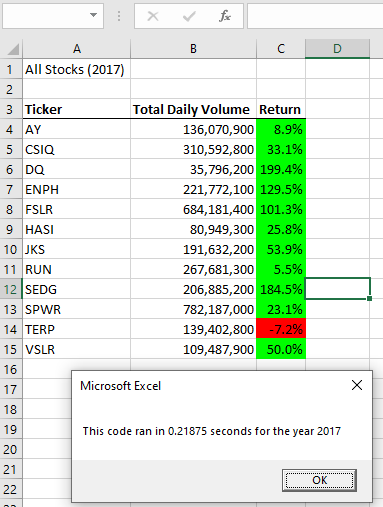 fx
A B C D
1 All Stocks (2017)
2
3 Ticker Total Daily Volume Return
4 AY 136,070,900 8.9%
5 CSIQ 310,592,800 33.1%
6 DQ 35,796,200 199.4%
7 ENPH 221,772,100 129.5%
8 FSLR 684,181,400 101.3%
9 HASI 80,949,300 25.8%
10 JKS 191,632,200 53.9%
11 RUN 267,681,300 5.5%
12 SEDG 206,885,200 184.5%
13 SPWR 782,187,000 23.1%
14 TERP 139,402,800 -7.2%
15 VSLR 109,487,900 50.0%
16
17 Microsoft Excel
18
19 This code ran in 0.21875 seconds for the year 2017
20
21 OK
22